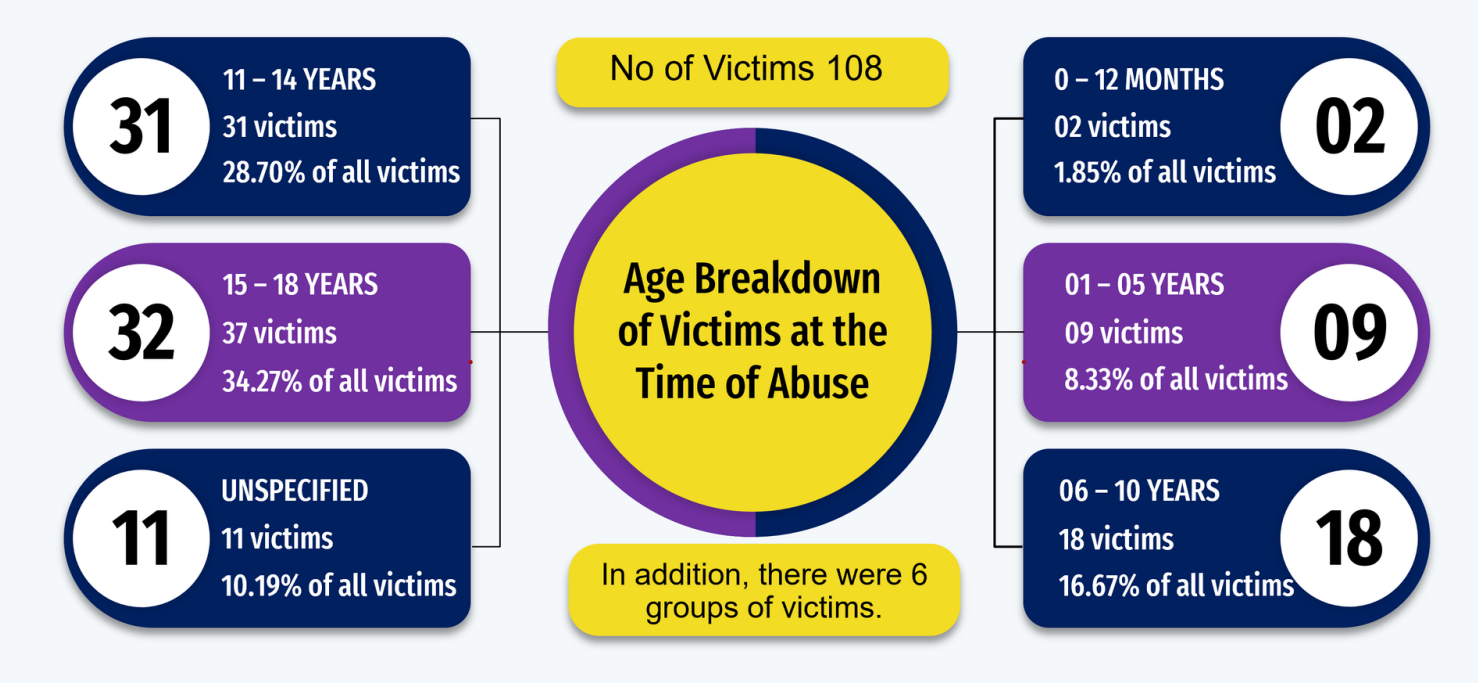 No of Victims 108
31
11 – 14 YEARS
31 victims
28.70% of all victims
32
15 – 18 YEARS
37 victims
34.27% of all victims
11
UNSPECIFIED
11 victims
10.19% of all victims
Age Breakdown
of Victims at the
Time of Abuse
In addition, there were 6
groups of victims.
0 – 12 MONTHS
02 victims
1.85% of all victims
02
01 – 05 YEARS
09 victims
8.33% of all victims
09
06 – 10 YEARS
18 victims
16.67% of all victims
18